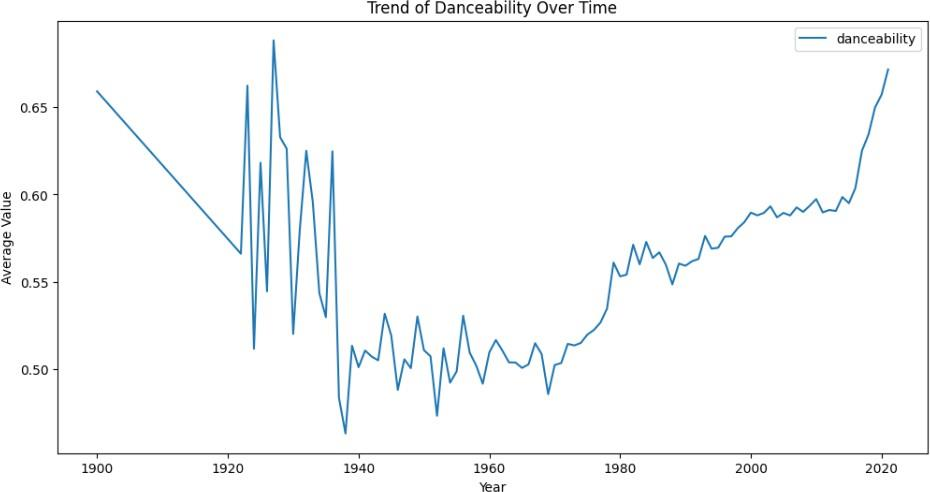 Trend of Danceability Over Time
danceability
Average Value
0.65
0.60
0.55
0.50
1900 1920 1940 1960 1980 2000 2020
Year